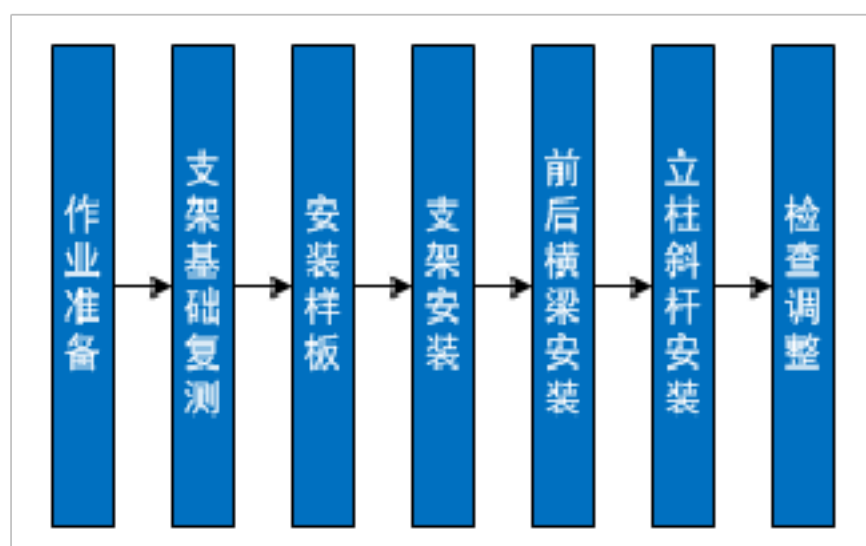 作业准备
支架基础复测
安装样板
支架安装
前后横梁安装
立柱斜杆安装
检查调整